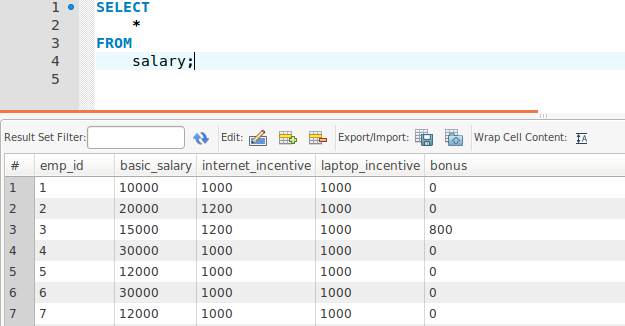 1 SELECT
2 *
3 FROM
4 salary;
5
Result Set Filter: Edit: Export/Import: Wrap Cell Content: IA
# emp_id basic_salary internet_incentive laptop_incentive bonus
1 1 10000 1000 1000 0
2 2 20000 1200 1000 0
3 3 15000 1200 1000 800
4 4 30000 1000 1000 0
5 5 12000 1000 1000 0
6 6 30000 1000 1000 0
7 7 12000 1000 1000 0